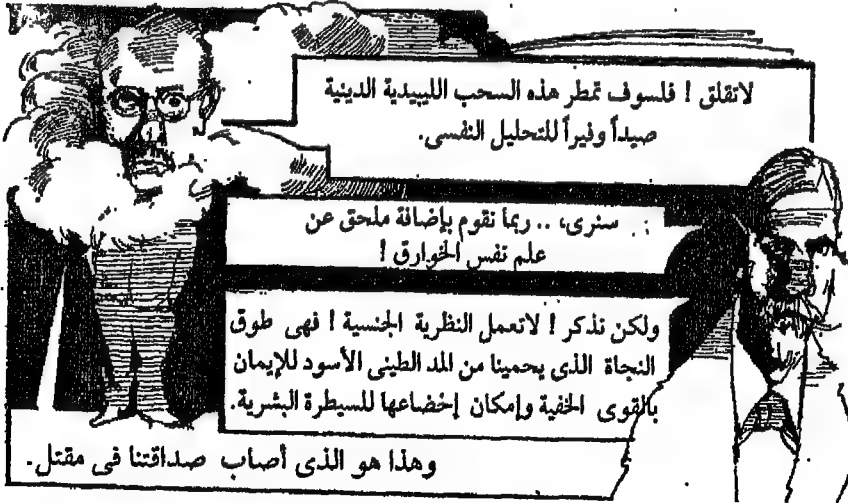 لاتقلق ! فلسوف تمطر هذه السحب الليبيدية الدينية
صيداً وفيراً للتحليل النفسى.
سنرى، .. ربما نقوم بإضافة ملحق عن
علم نفس الخوارق !
ولكن تذكر ! لاتهمل النظرية الجنسية ! فهى طوق
النجاة الذى يحمينا من المد الطينى الأسود للإيمان
بالقوى الخفية وإمكان إخضاعها للسيطرة البشرية.
وهذا هو الذى أصاب صداقتنا فى مقتل.